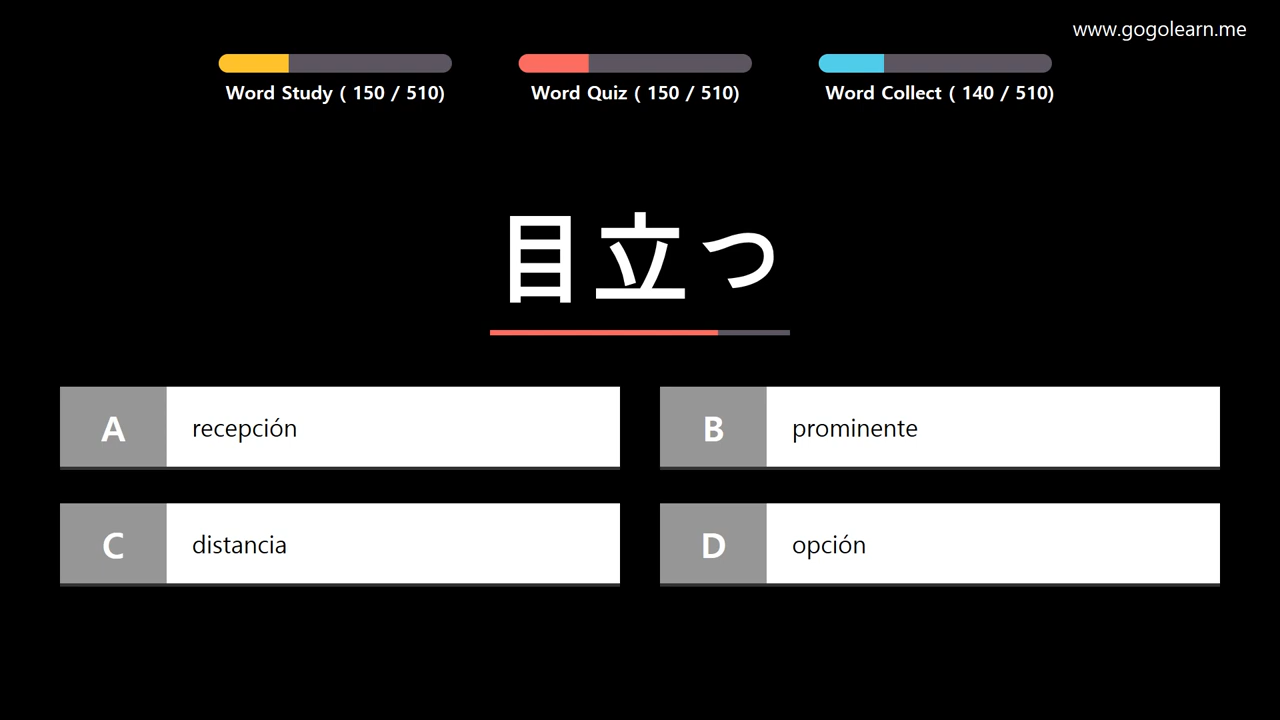 www.gogolearn.me
Word Study ( 150 / 510)
Word Quiz ( 150 / 510)
Word Collect ( 140 / 510)
目立つ
A recepción
B prominente
C distancia
D opción